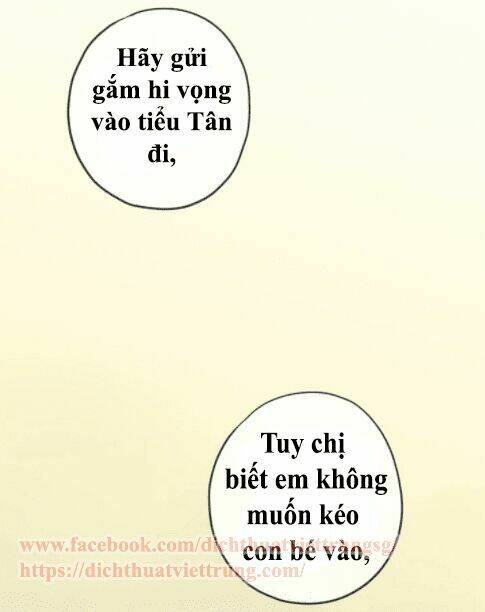 Hãy gửi
gắm hi vọng
vào tiểu Tân
đi,
Tuy chị
biết em không
muốn kéo
con bé vào,
www.facebook.com/dichthuatviettrungsg/
https://dichthuatviettrung.com/